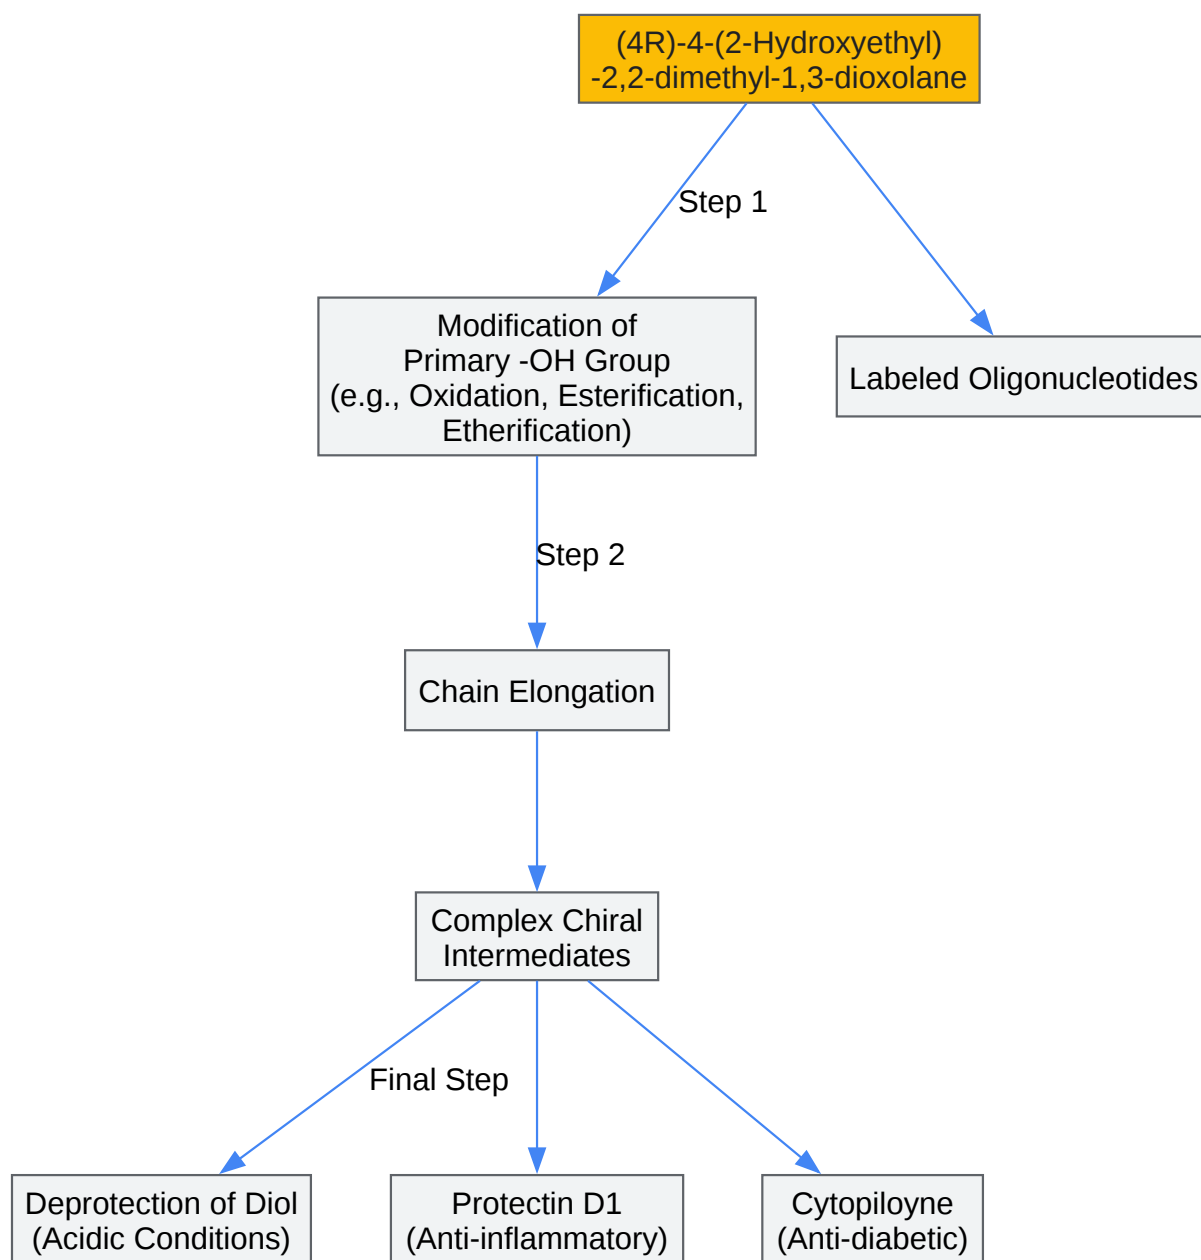 (4R)-4-(2-Hydroxyethyl)
-2,2-dimethyl-1,3-dioxolane
Step 1
Modification of
Primary -OH Group
(e.g., Oxidation, Esterification,
Etherification)
Labeled Oligonucleotides
Step 2
Chain Elongation
Complex Chiral
Intermediates
Final Step
Deprotection of Diol
(Acidic Conditions)
Protectin D1
(Anti-inflammatory)
Cytopiloyne
(Anti-diabetic)